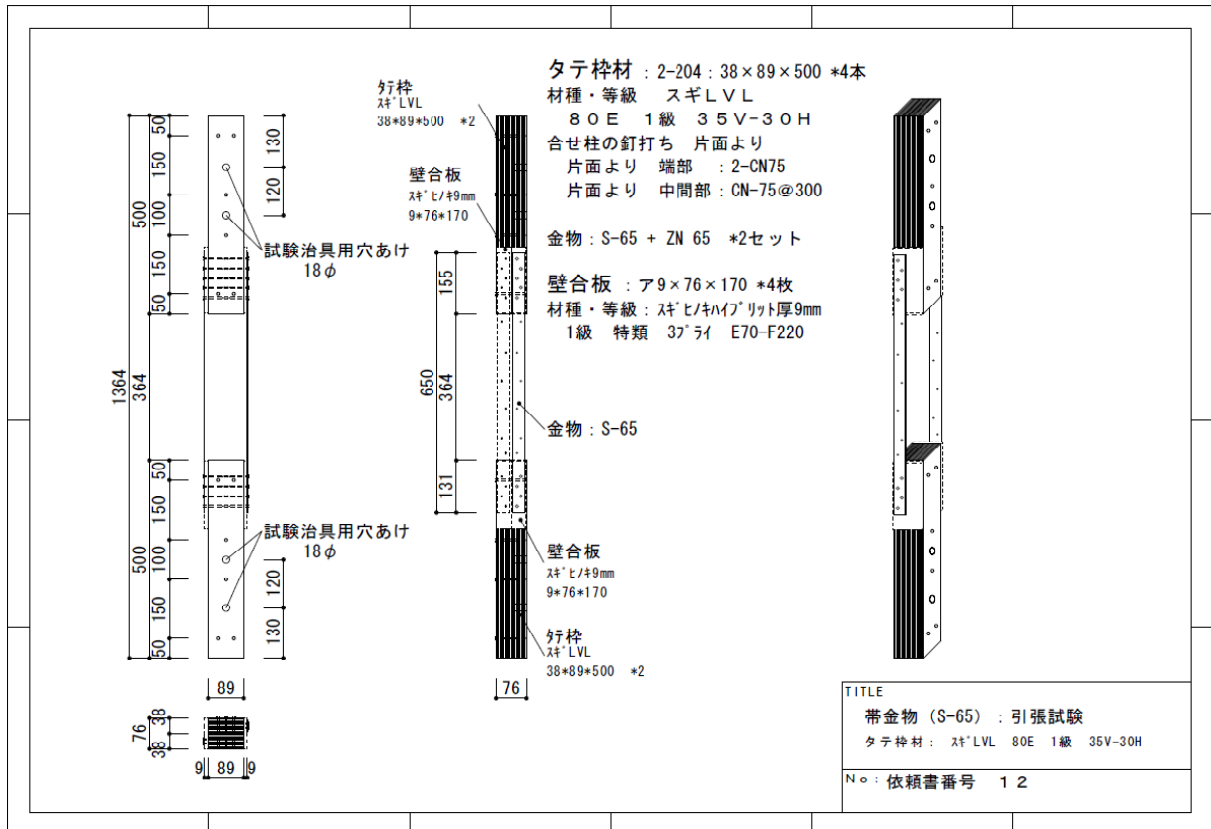 タテ枠材 : 2-204 : 38×89×500 *4本
材種・等級 スギLVL
80E 1級 35V-30H
合せ柱の釘打ち 片面より
片面より 端部 : 2-CN75
片面より 中間部 : CN-75@300
金物 : S-65 + ZN 65 *2セット
壁合板 : ア9×76×170 *4枚
材種・等級 : スギヒノキハイブリット厚9mm
1級 特類 3プライ E70-F220
タテ枠
スギLVL
38*89*500 *2
壁合板
スギヒノキ9mm
9*76*170
金物 : S-65
壁合板
スギヒノキ9mm
9*76*170
タテ枠
スギLVL
38*89*500 *2
試験治具用穴あけ
18φ
試験治具用穴あけ
18φ
50
150
100
150
50
500
130
120
1364
364
50
150
100
150
50
500
120
130
155
650
364
131
89
76
76
38
38
9
89
9
TITLE
帯金物 (S-65) : 引張試験
タテ枠材 : スギLVL 80E 1級 35V-30H
No : 依頼書番号 12